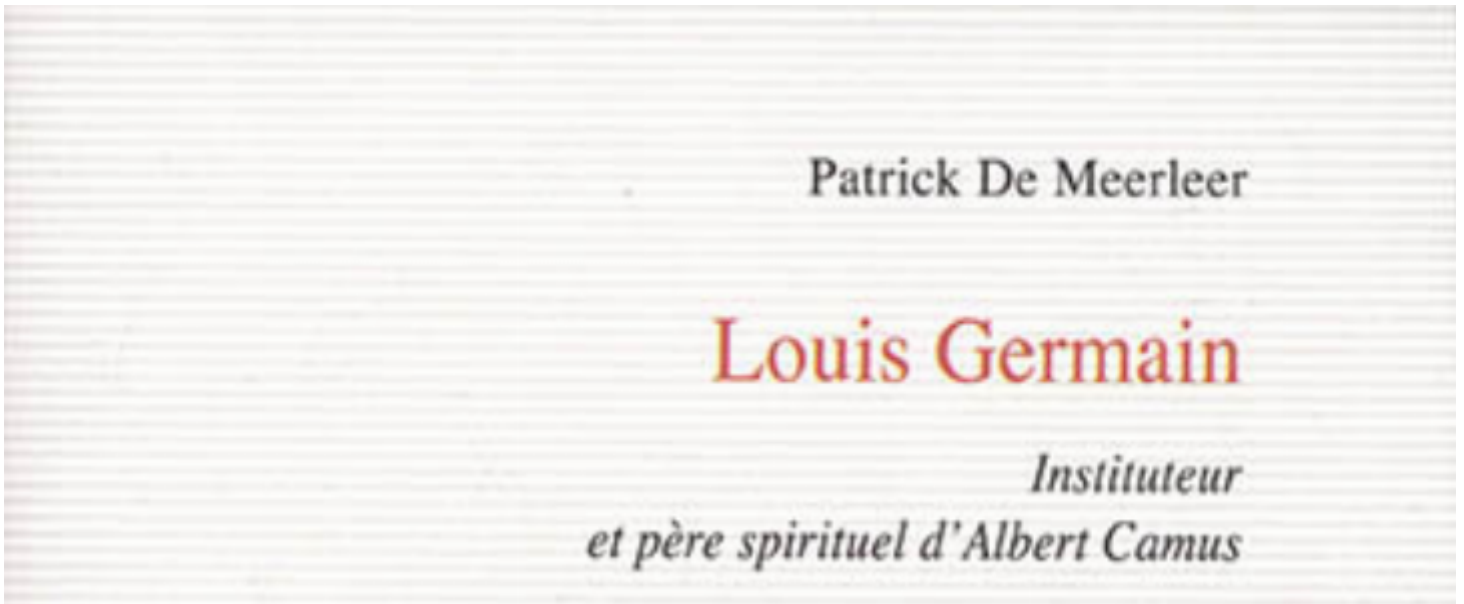 Patrick De Meerleer
Louis Germain
Instituteur
et père spirituel d'Albert Camus